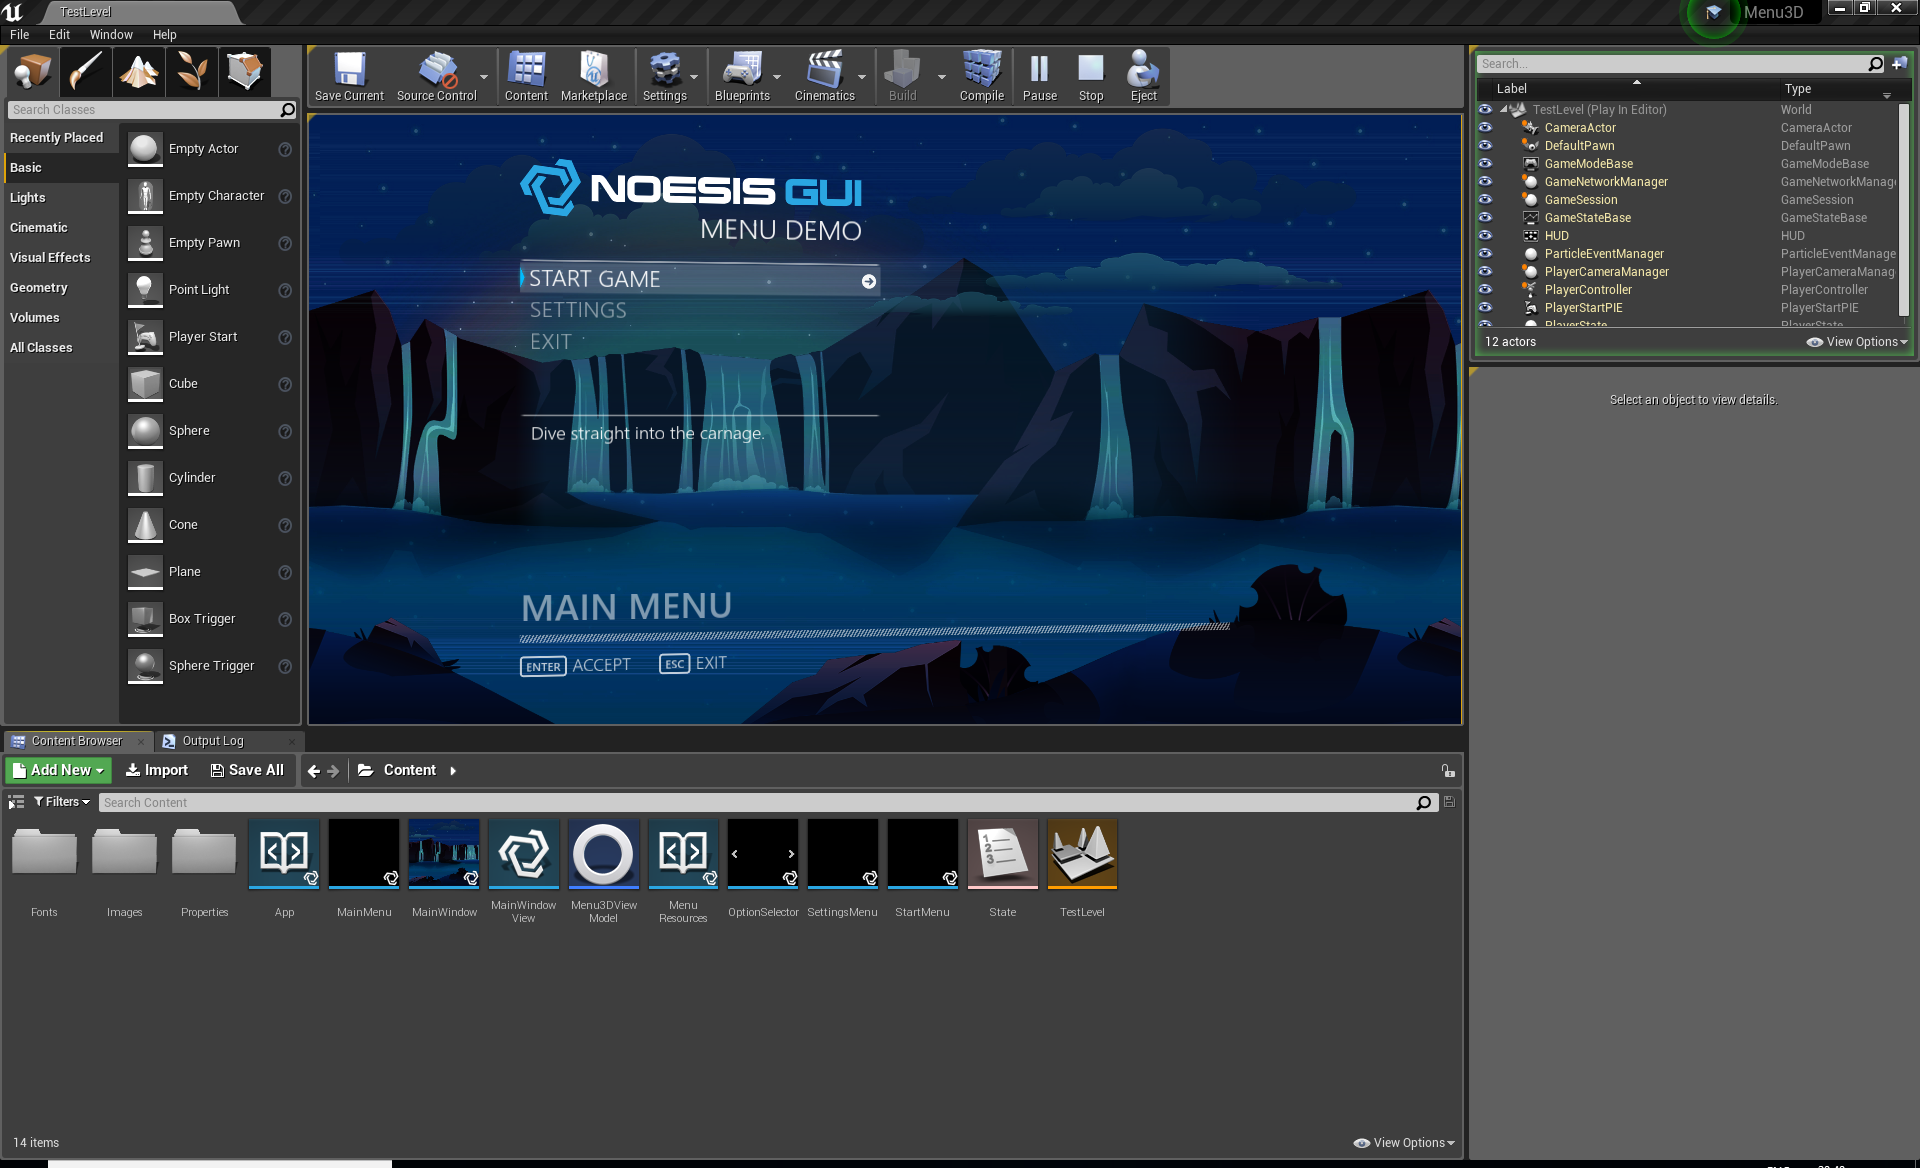 TestLevel
Menu3D
File Edit Window Help
Save Current Source Control Content Marketplace Settings Blueprints Cinematics Build Compile Pause Stop Eject
Search Classes
Recently Placed
Basic
Lights
Cinematic
Visual Effects
Geometry
Volumes
All Classes
Empty Actor
Empty Character
Empty Pawn
Point Light
Player Start
Cube
Sphere
Cylinder
Cone
Plane
Box Trigger
Sphere Trigger
NOESIS GUI
MENU DEMO
START GAME
SETTINGS
EXIT
Dive straight into the carnage.
MAIN MENU
ENTER ACCEPT ESC EXIT
Search...
Label Type
TestLevel (Play In Editor) World
CameraActor CameraActor
DefaultPawn DefaultPawn
GameModeBase GameModeBase
GameNetworkManager GameNetworkManag
GameSession GameSession
GameStateBase GameStateBase
HUD HUD
ParticleEventManager ParticleEventManage
PlayerCameraManager PlayerCameraManag
PlayerController PlayerController
PlayerStartPIE PlayerStartPIE
PlayerState PlayerState
12 actors View Options
Select an object to view details.
Content Browser Output Log
Add New Import Save All Content
Filters Search Content
Fonts Images Properties App MainMenu MainWindow MainWindow View Menu3DView Model Menu Resources OptionSelector SettingsMenu StartMenu State TestLevel
1
2
3
14 items View Options